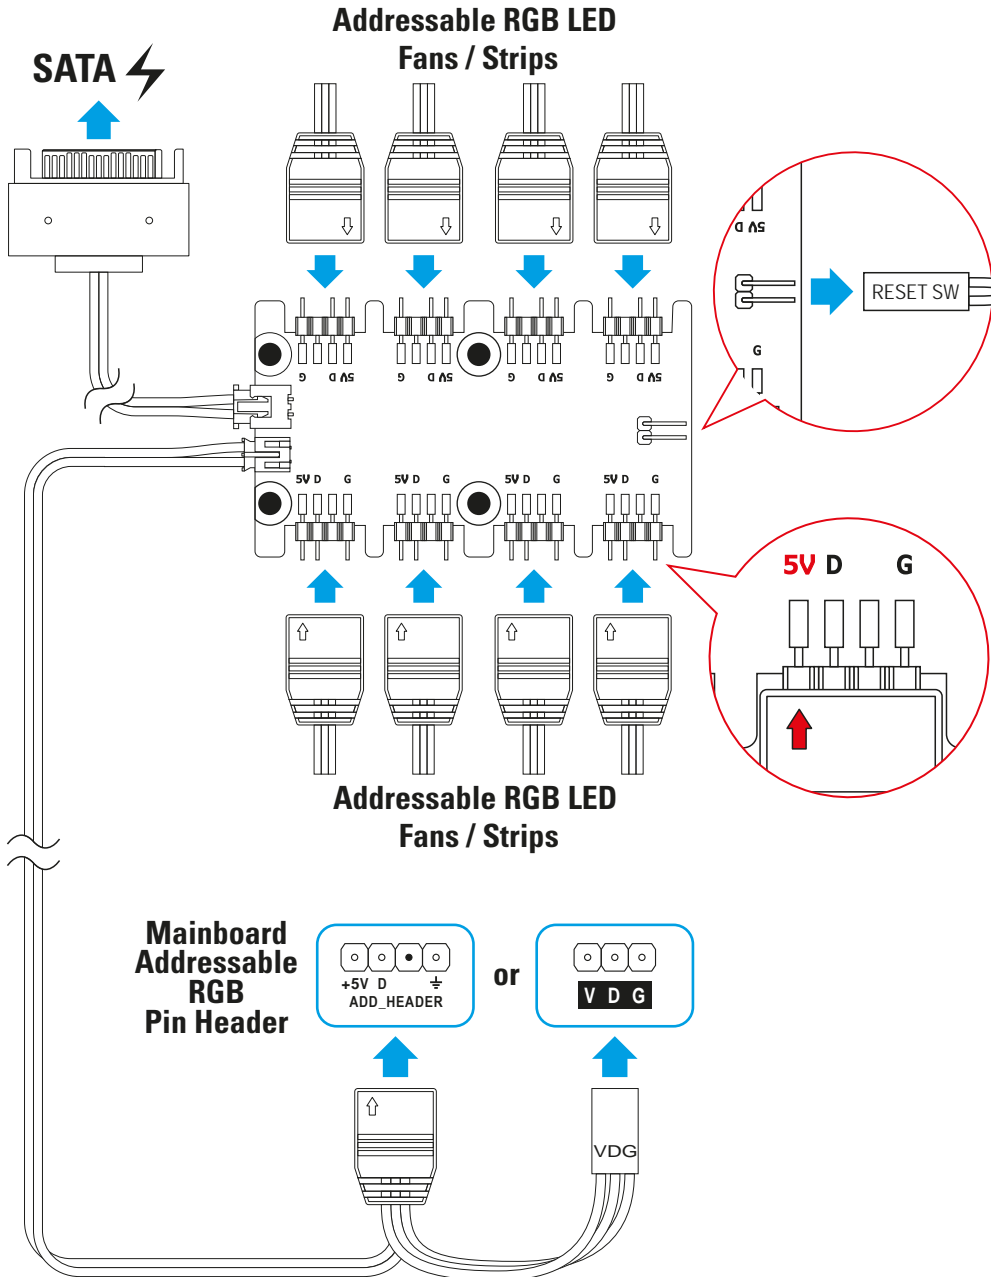 Addressable RGB LED
Fans / Strips
SATA
5V D
RESET SW
G
G D 5V
G D 5V
G D 5V
G D 5V
5V D G
5V D G
5V D G
5V D G
5V D G
Addressable RGB LED
Fans / Strips
Mainboard
Addressable
RGB
Pin Header
+5V D
ADD_HEADER
or
V D G
VDG